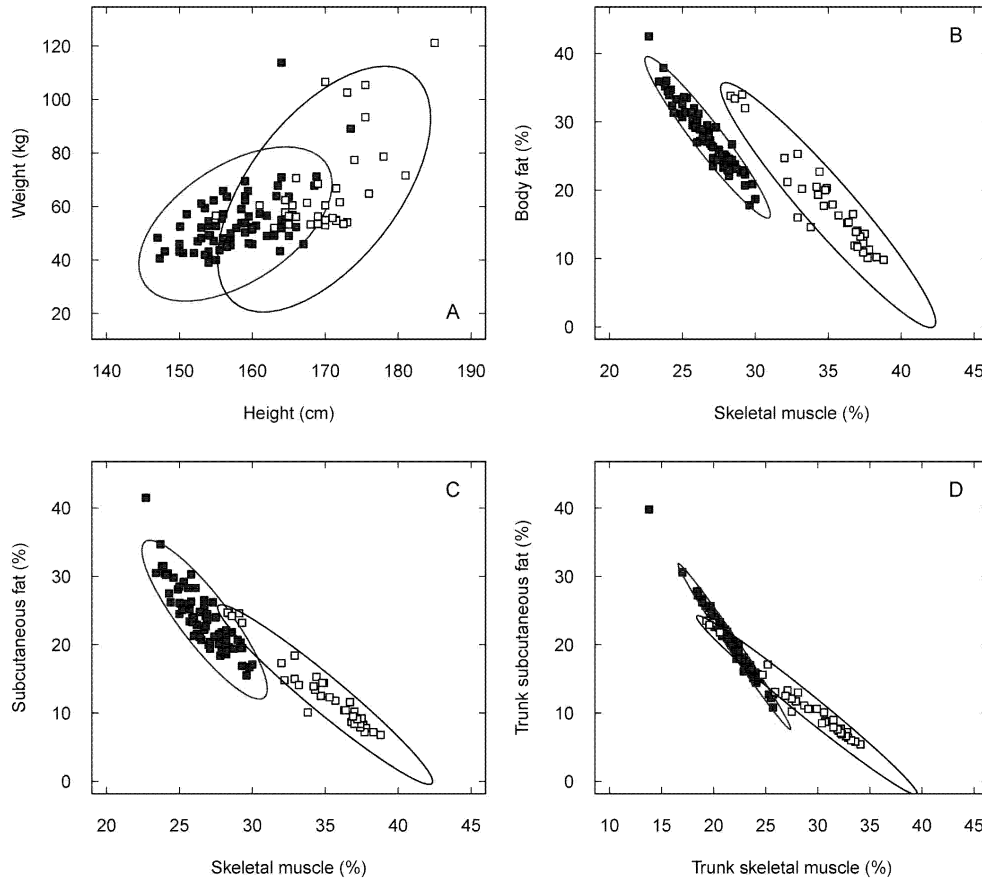 120
100
80
60
40
20
Weight (kg)
A
140 150 160 170 180 190
Height (cm)
40
30
20
10
0
Body fat (%)
B
20 25 30 35 40 45
Skeletal muscle (%)
40
30
20
10
0
Subcutaneous fat (%)
C
20 25 30 35 40 45
Skeletal muscle (%)
40
30
20
10
0
Trunk subcutaneous fat (%)
D
10 15 20 25 30 35 40 45
Trunk skeletal muscle (%)